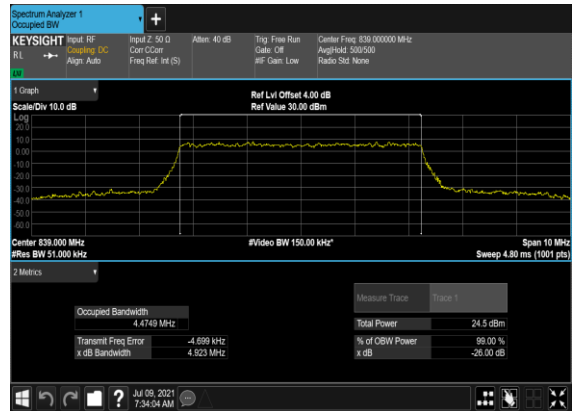 Spectrum Analyzer 1
Occupied BW
+
KEYSIGHT Input: RF Input Z: 50 Ω Atten: 40 dB Trig: Free Run Center Freq: 839.000000 MHz
RL Coupling: DC Corr CCorr Gate: Off Avg|Hold: 500/500
Align: Auto Freq Ref: Int (S) #IF Gain: Low Radio Std: None
LW
1 Graph
Ref Lvl Offset 4.00 dB
Scale/Div 10.0 dB Ref Value 30.00 dBm
Log
20.0
10.0
0.00
-10.0
-20.0
-30.0
-40.0
-50.0
-60.0
Center 839.000 MHz #Video BW 150.00 kHz* Span 10 MHz
#Res BW 51.000 kHz Sweep 4.80 ms (1001 pts)
2 Metrics
Measure Trace Trace 1
Occupied Bandwidth
4.4749 MHz Total Power 24.5 dBm
Transmit Freq Error -4.699 kHz % of OBW Power 99.00 %
x dB Bandwidth 4.923 MHz x dB -26.00 dB
? Jul 09, 2021
7:34:04 AM